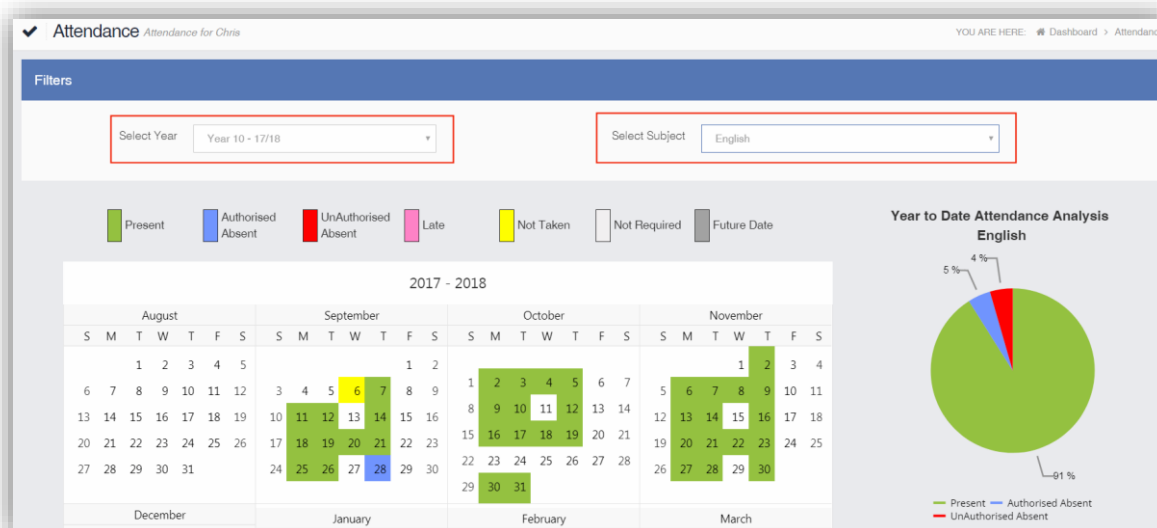 Attendance Attendance for Chris
YOU ARE HERE: Dashboard > Attendanc
Filters
Select Year Year 10 - 17/18
Select Subject English
Present
Authorised Absent
UnAuthorised Absent
Late
Not Taken
Not Required
Future Date
2017 - 2018
August
S M T W T F S
1 2 3 4 5
6 7 8 9 10 11 12
13 14 15 16 17 18 19
20 21 22 23 24 25 26
27 28 29 30 31
September
S M T W T F S
1 2
3 4 5 6 7 8 9
10 11 12 13 14 15 16
17 18 19 20 21 22 23
24 25 26 27 28 29 30
October
S M T W T F S
1 2 3 4 5 6 7
8 9 10 11 12 13 14
15 16 17 18 19 20 21
22 23 24 25 26 27 28
29 30 31
November
S M T W T F S
1 2 3 4
5 6 7 8 9 10 11
12 13 14 15 16 17 18
19 20 21 22 23 24 25
26 27 28 29 30
December
January
February
March
Year to Date Attendance Analysis
English
4 %
5 %
91 %
Present Authorised Absent
UnAuthorised Absent